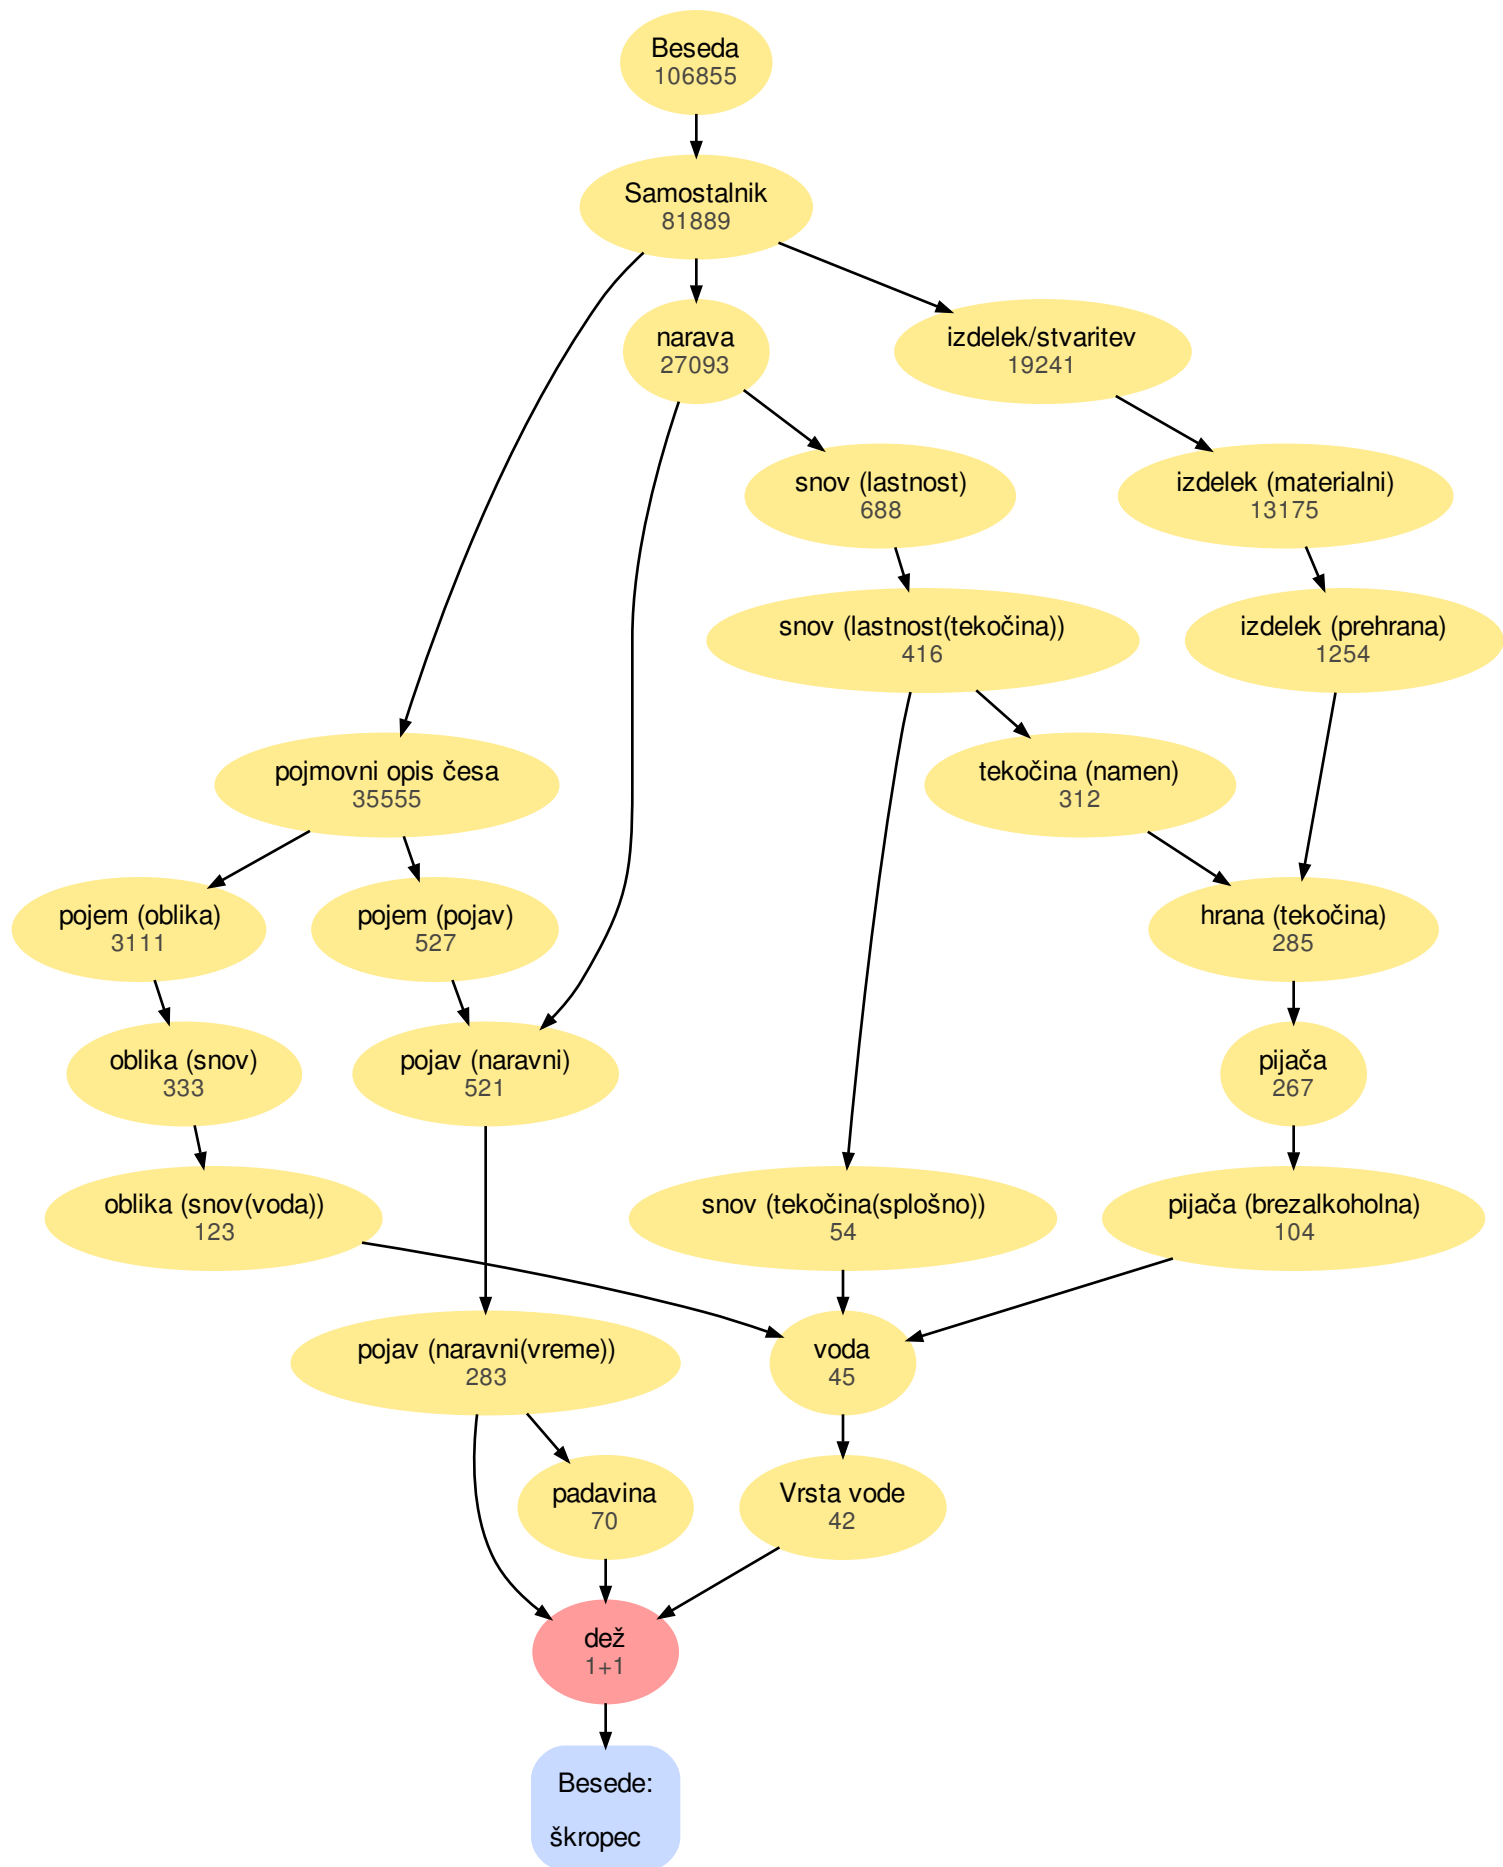 Beseda
106855
Samostalnik
81889
narava
27093
izdelek/stvaritev
19241
snov (lastnost)
688
izdelek (materialni)
13175
snov (lastnost(tekočina))
416
izdelek (prehrana)
1254
pojmovni opis česa
35555
tekočina (namen)
312
pojem (oblika)
3111
pojem (pojav)
527
hrana (tekočina)
285
oblika (snov)
333
pojav (naravni)
521
pijača
267
oblika (snov(voda))
123
snov (tekočina(splošno))
54
pijača (brezalkoholna)
104
pojav (naravni(vreme))
283
voda
45
padavina
70
Vrsta vode
42
dež
1+1
Besede:
škropec